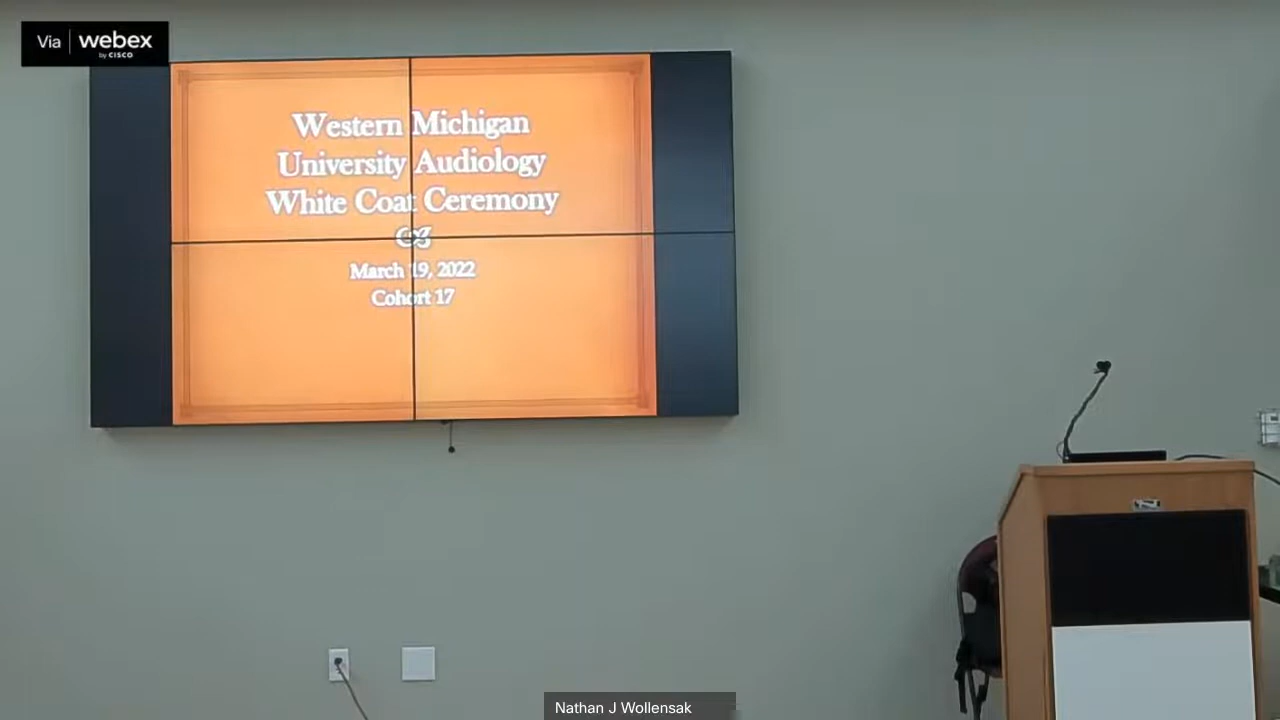 Via webex
by CISCO
Western Michigan
University Audiology
White Coat Ceremony
March 19, 2022
Cohort 17
Nathan J Wollensak